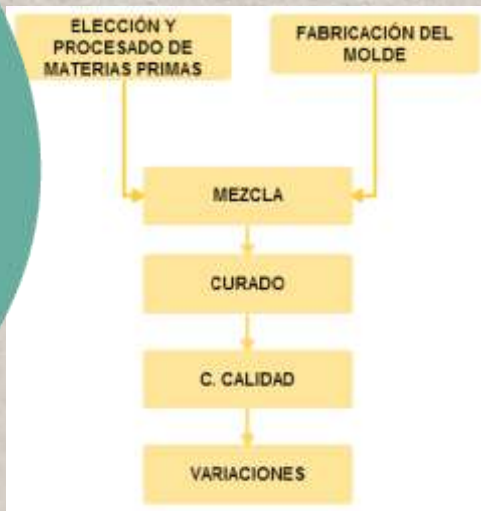 ELECCIÓN Y
PROCESADO DE
MATERIAS PRIMAS
FABRICACIÓN DEL
MOLDE
MEZCLA
CURADO
C. CALIDAD
VARIACIONES